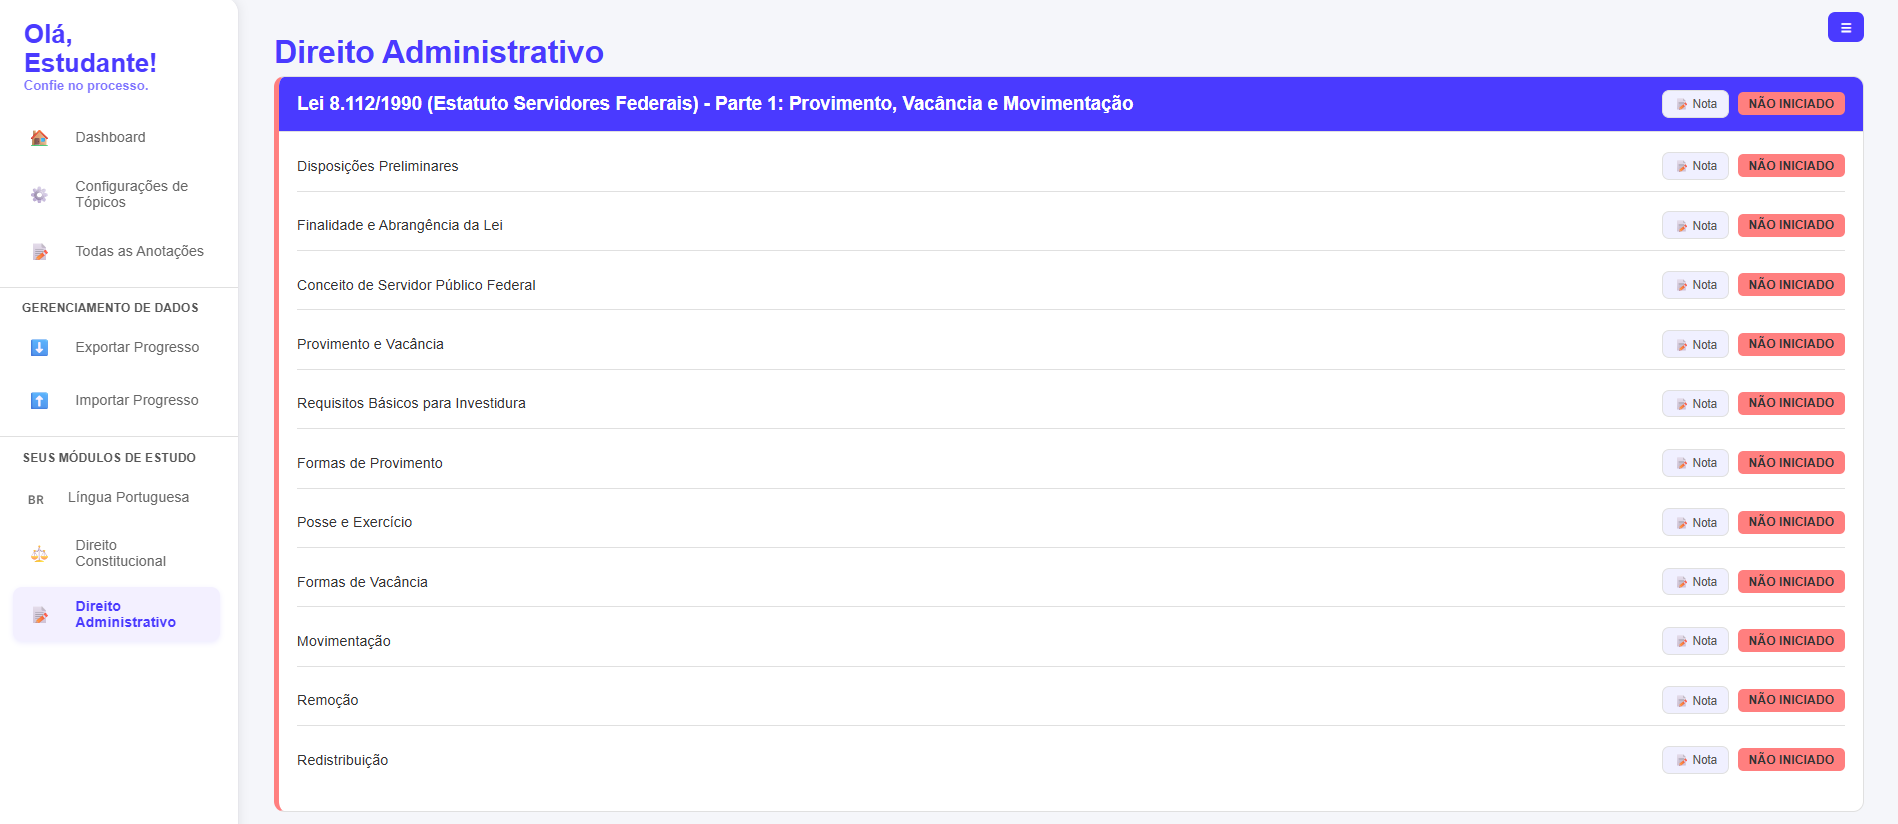 Olá,
Estudante!
Confie no processo.
Dashboard
Configurações de
Tópicos
Todas as Anotações
GERENCIAMENTO DE DADOS
Exportar Progresso
Importar Progresso
SEUS MÓDULOS DE ESTUDO
BR Língua Portuguesa
Direito
Constitucional
Direito
Administrativo
Direito Administrativo
Lei 8.112/1990 (Estatuto Servidores Federais) - Parte 1: Provimento, Vacância e Movimentação Nota NÃO INICIADO
Disposições Preliminares Nota NÃO INICIADO
Finalidade e Abrangência da Lei Nota NÃO INICIADO
Conceito de Servidor Público Federal Nota NÃO INICIADO
Provimento e Vacância Nota NÃO INICIADO
Requisitos Básicos para Investidura Nota NÃO INICIADO
Formas de Provimento Nota NÃO INICIADO
Posse e Exercício Nota NÃO INICIADO
Formas de Vacância Nota NÃO INICIADO
Movimentação Nota NÃO INICIADO
Remoção Nota NÃO INICIADO
Redistribuição Nota NÃO INICIADO